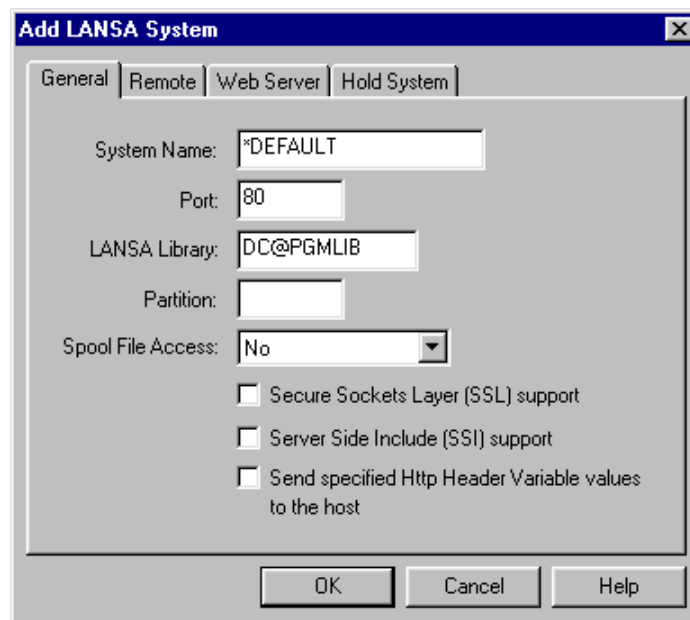 Add LANSA System
General Remote Web Server Hold System
System Name: *DEFAULT
Port: 80
LANSA Library: DC@PGMLIB
Partition:
Spool File Access: No
Secure Sockets Layer (SSL) support
Server Side Include (SSI) support
Send specified Http Header Variable values
to the host
OK Cancel Help